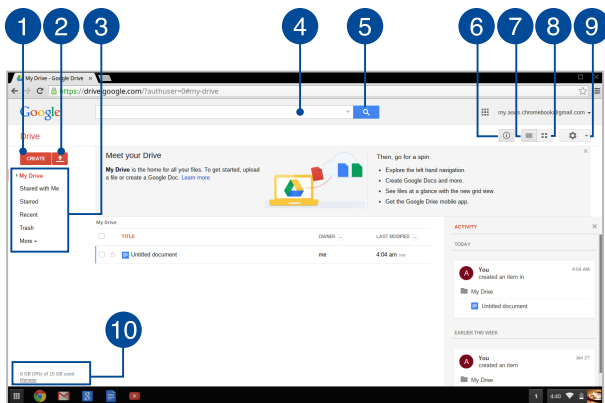 1 2 3 4 5 6 7 8 9
My Drive - Google Drive ×
https://drive.google.com/?authuser=0#my-drive
Google
my.asus.chromebook@gmail.com
Drive
CREATE
Meet your Drive
My Drive is the home for all your files. To get started, upload
a file or create a Google Doc. Learn more
Then, go for a spin
• Explore the left hand navigation.
• Create Google Docs and more.
• See files at a glance with the new grid view.
• Get the Google Drive mobile app.
My Drive
Shared with Me
Starred
Recent
Trash
More
My Drive
TITLE OWNER LAST MODIFIED
Untitled document me 4:04 am me
ACTIVITY ×
TODAY
A You 4:04 AM
created an item in
My Drive
Untitled document
EARLIER THIS WEEK
A You Jan 27
created an item
My Drive
10
0 GB (0%) of 15 GB used
Manage
8
1 4:40